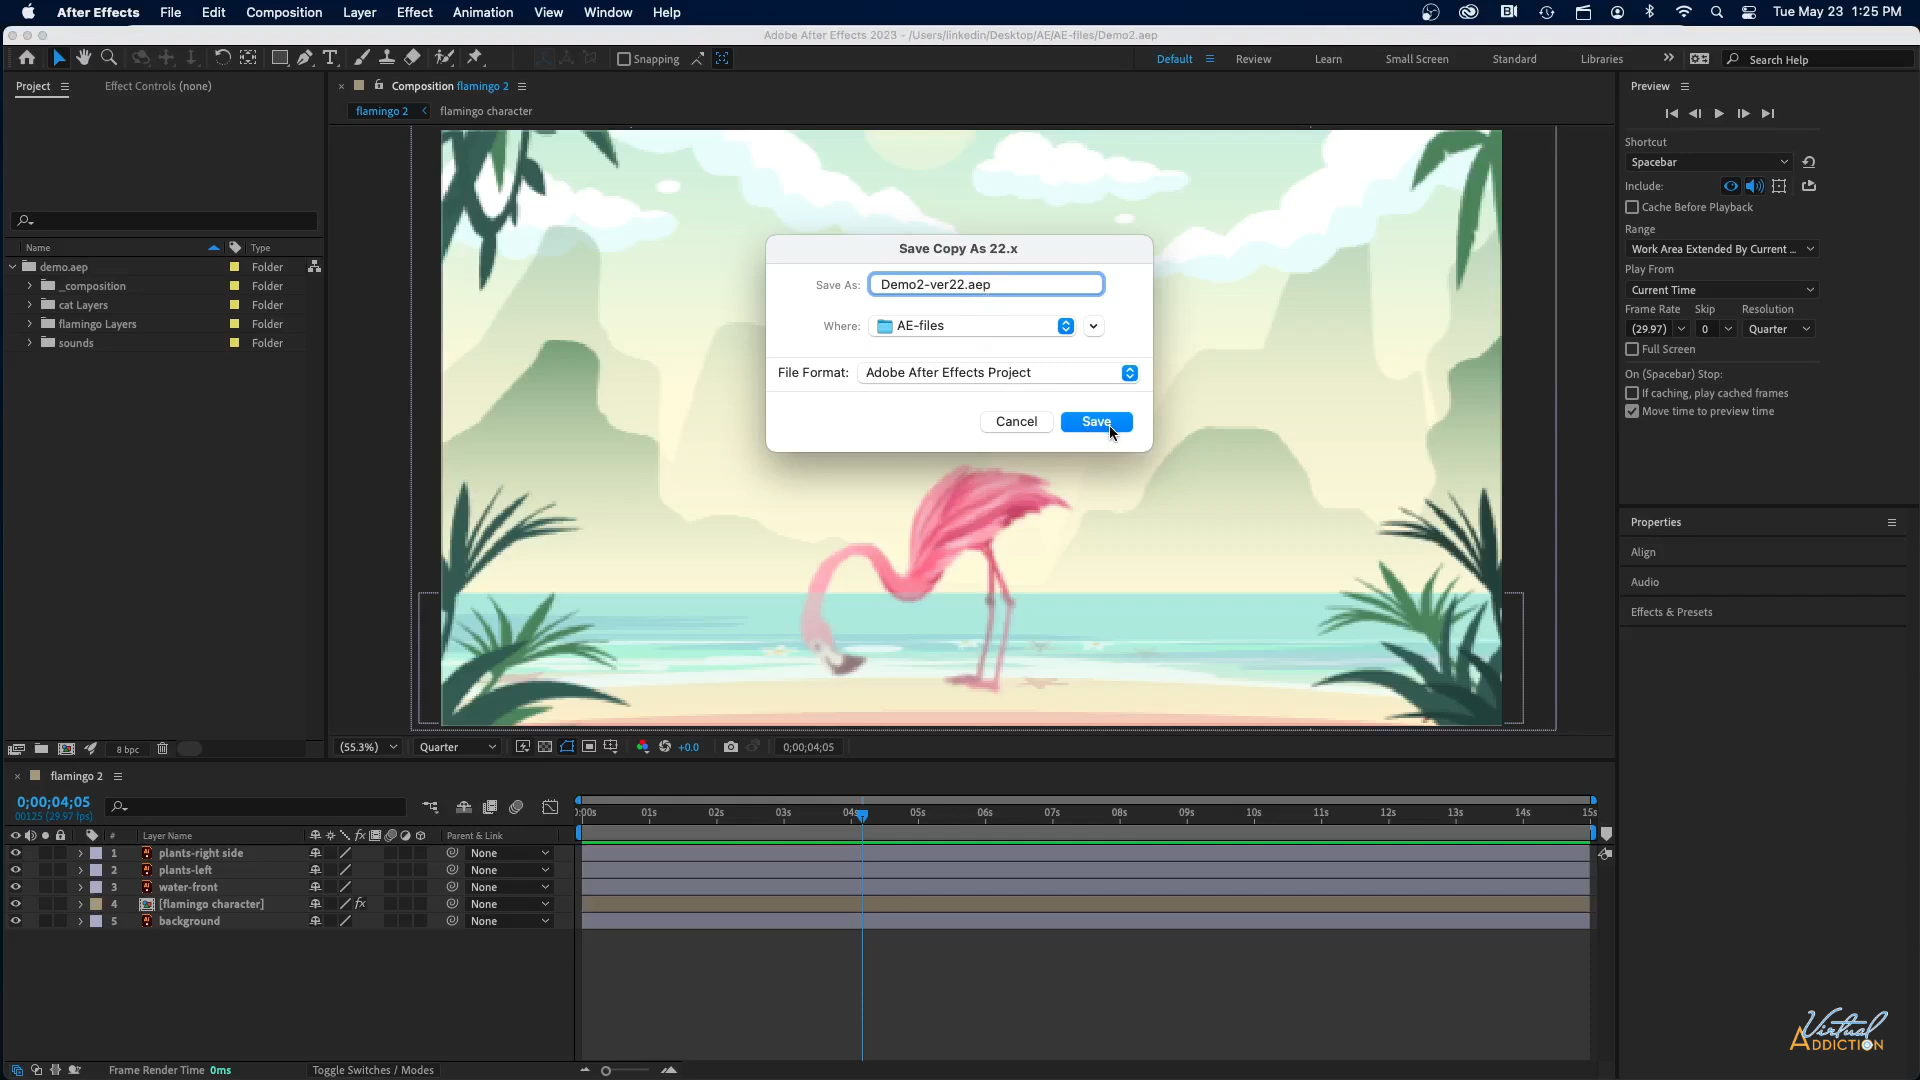 After Effects File Edit Composition Layer Effect Animation View Window Help Tue May 23 1:25 PM
Adobe After Effects 2023 - /Users/linkedin/Desktop/AE/AE-files/Demo2.aep
Snapping Default Review Learn Small Screen Standard Libraries Search Help
Project Effect Controls (none) Composition flamingo 2 Preview
flamingo 2 flamingo character
Shortcut
Spacebar
Include:
Cache Before Playback
Range
Work Area Extended By Current ...
Play From
Current Time
Frame Rate Skip Resolution
(29.97) 0 Quarter
Full Screen
On (Spacebar) Stop:
If caching, play cached frames
Move time to preview time
Name Type
demo.aep Folder
_composition Folder
cat Layers Folder
flamingo Layers Folder
sounds Folder
Save Copy As 22.x
Save As: Demo2-ver22.aep
Where: AE-files
File Format: Adobe After Effects Project
Cancel Save
Properties
Align
Audio
Effects & Presets
8 bpc (55.3%) Quarter +0.0 0;00;04;05
flamingo 2
0;00;04;05
00125 (29.97 fps)
):00s 01s 02s 03s 04s 05s 06s 07s 08s 09s 10s 11s 12s 13s 14s 15s
# Layer Name fx Parent & Link
1 plants-right side None
2 plants-left None
3 water-front None
4 [flamingo character] fx None
5 background None
Frame Render Time 0ms Toggle Switches / Modes
Virtual
ADDICTION